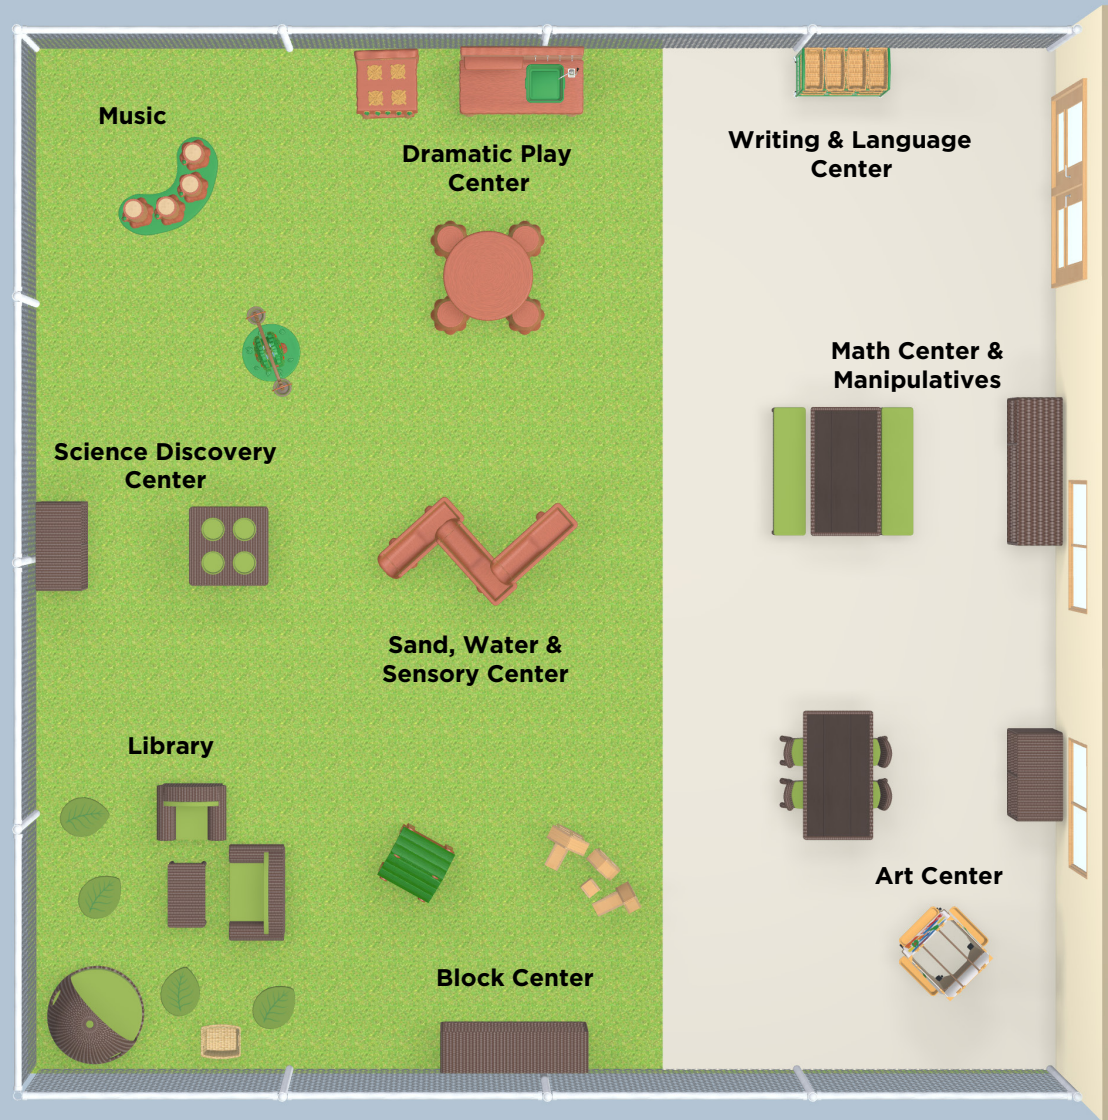 Music
Dramatic Play
Center
Writing & Language
Center
Math Center &
Manipulatives
Science Discovery
Center
Sand, Water &
Sensory Center
Library
Art Center
Block Center